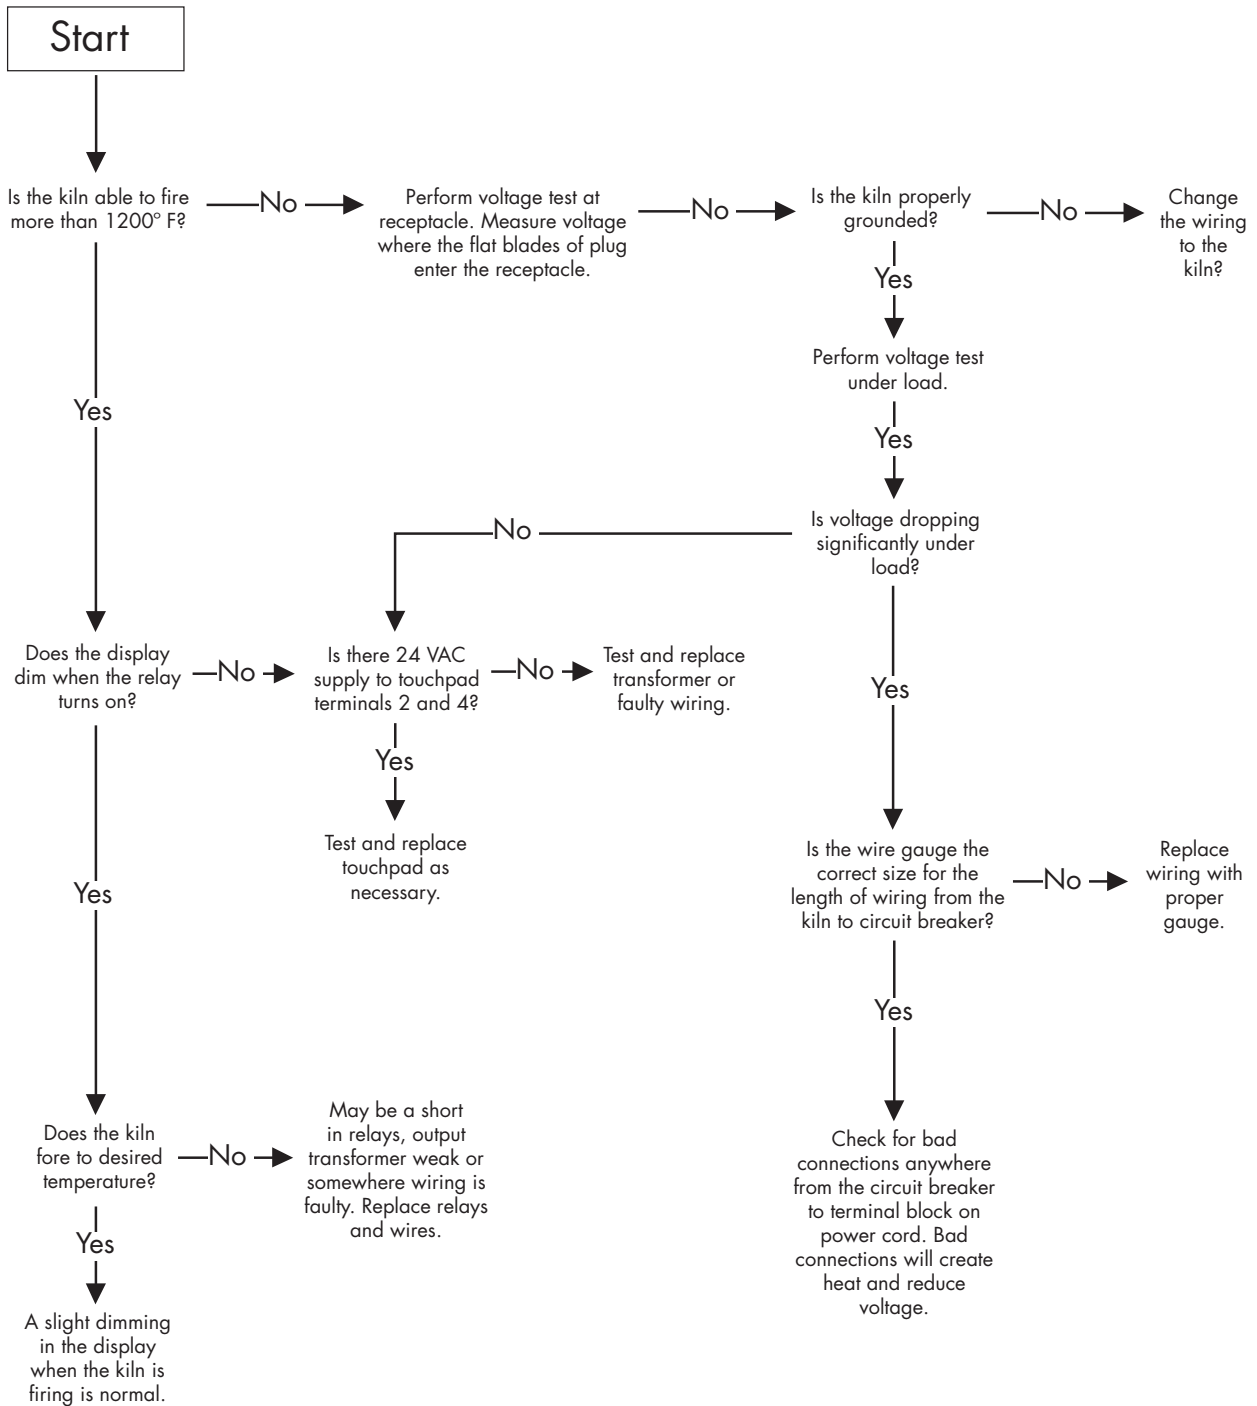 Start
Is the kiln able to fire
more than 1200° F?
No
Perform voltage test at
receptacle. Measure voltage
where the flat blades of plug
enter the receptacle.
No
Is the kiln properly
grounded?
No
Change
the wiring
to the
kiln?
Yes
Perform voltage test
under load.
Yes
Yes
Is voltage dropping
significantly under
load?
No
Does the display
dim when the relay
turns on?
No
Is there 24 VAC
supply to touchpad
terminals 2 and 4?
No
Test and replace
transformer or
faulty wiring.
Yes
Yes
Test and replace
touchpad as
necessary.
Is the wire gauge the
correct size for the
length of wiring from the
kiln to circuit breaker?
No
Replace
wiring with
proper
gauge.
Yes
Yes
Does the kiln
fore to desired
temperature?
No
May be a short
in relays, output
transformer weak or
somewhere wiring is
faulty. Replace relays
and wires.
Check for bad
connections anywhere
from the circuit breaker
to terminal block on
power cord. Bad
connections will create
heat and reduce
voltage.
Yes
A slight dimming
in the display
when the kiln is
firing is normal.